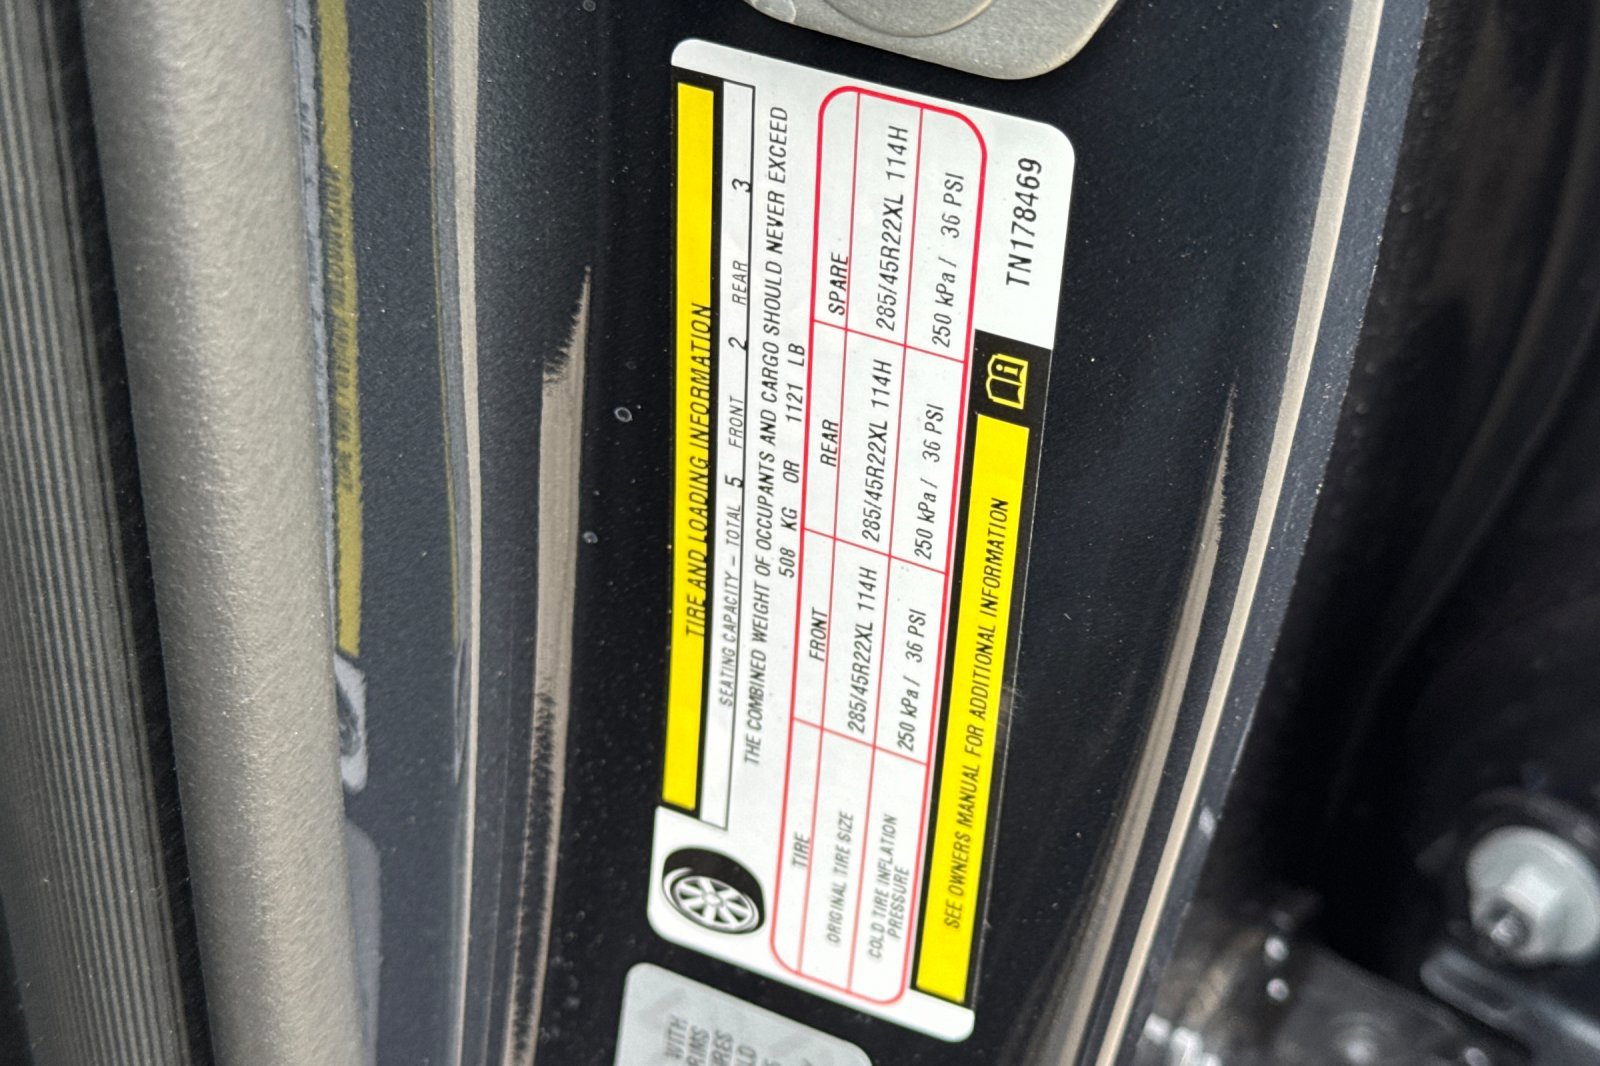 TIRE AND LOADING INFORMATION
SEATING CAPACITY – TOTAL 5 FRONT 2 REAR 3
THE COMBINED WEIGHT OF OCCUPANTS AND CARGO SHOULD NEVER EXCEED
508 KG OR 1121 LB
TIRE FRONT REAR SPARE
ORIGINAL TIRE SIZE 285/45R22XL 114H 285/45R22XL 114H 285/45R22XL 114H
COLD TIRE INFLATION
PRESSURE 250 kPa / 36 PSI 250 kPa / 36 PSI 250 kPa / 36 PSI
SEE OWNERS MANUAL FOR ADDITIONAL INFORMATION
TN178469
WITH